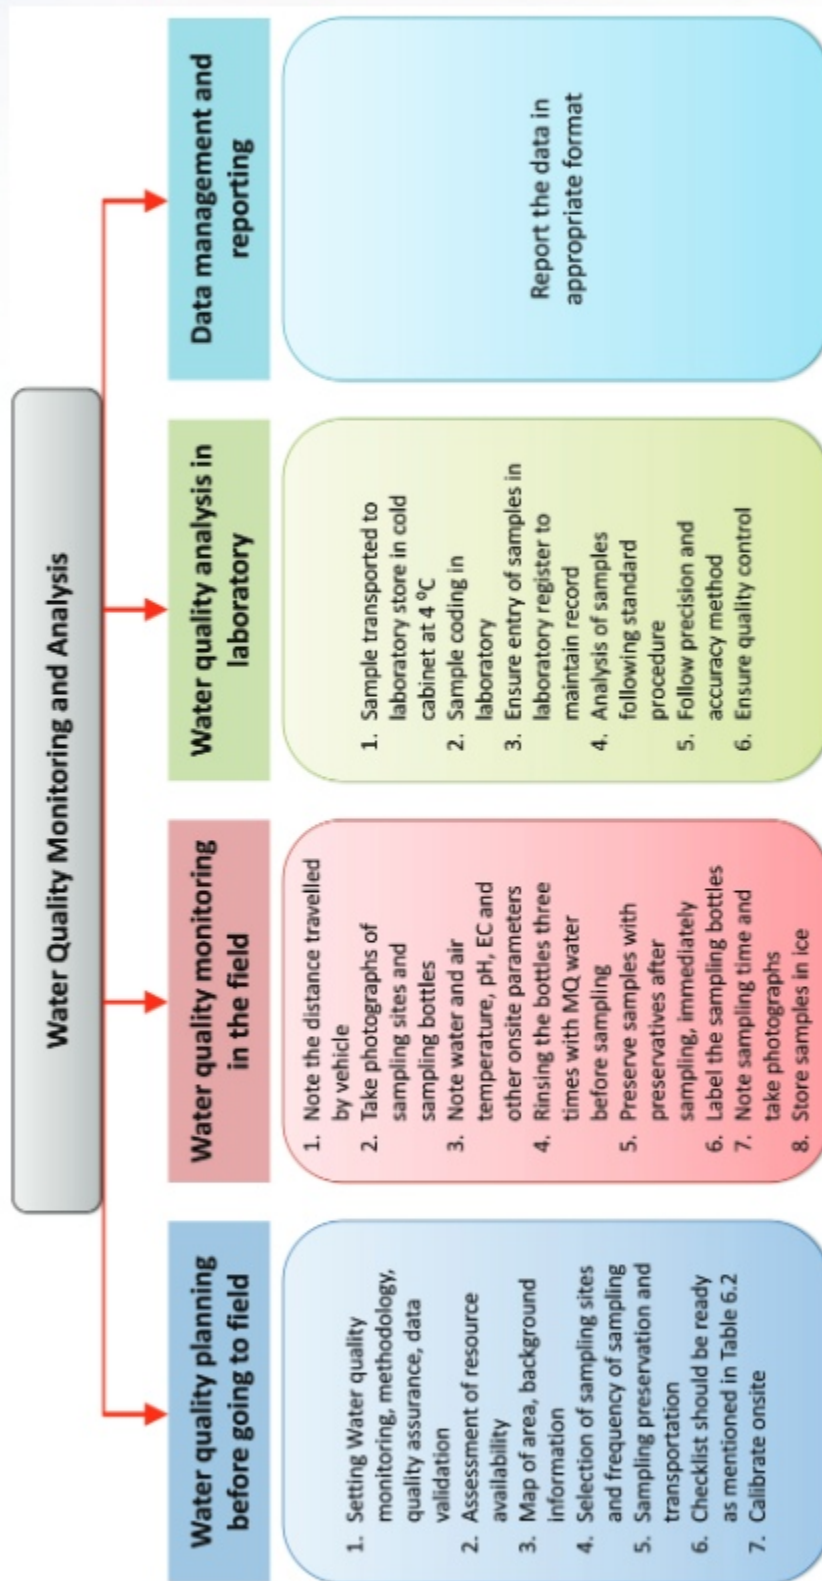 Water Quality Monitoring and Analysis
Water quality planning
before going to field
1. Setting Water quality
monitoring, methodology,
quality assurance, data
validation
2. Assessment of resource
availability
3. Map of area, background
information
4. Selection of sampling sites
and frequency of sampling
5. Sampling preservation and
transportation
6. Checklist should be ready
as mentioned in Table 6.2
7. Calibrate onsite
Water quality monitoring
in the field
1. Note the distance travelled
by vehicle
2. Take photographs of
sampling sites and
sampling bottles
3. Note water and air
temperature, pH, EC and
other onsite parameters
4. Rinsing the bottles three
times with MQ water
before sampling
5. Preserve samples with
preservatives after
sampling, immediately
6. Label the sampling bottles
7. Note sampling time and
take photographs
8. Store samples in ice
Water quality analysis in
laboratory
1. Sample transported to
laboratory store in cold
cabinet at 4 ⁰C
2. Sample coding in
laboratory
3. Ensure entry of samples in
laboratory register to
maintain record
4. Analysis of samples
following standard
procedure
5. Follow precision and
accuracy method
6. Ensure quality control
Data management and
reporting
Report the data in
appropriate format